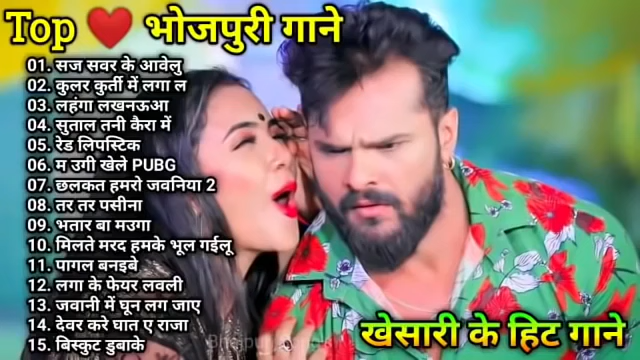 Top ❤️ भोजपुरी गाने
01. सज सवर के आवेलु
02. कुलर कुर्ती में लगा ल
03. लहंगा लखनऊआ
04. सुताल तनी कैरा में
05. रेड लिपस्टिक
06. म उगी खेले PUBG
07. छलकत हमरो जवनिया 2
08. तर तर पसीना
09. भतार बा मउगा
10. मिलते मरद हमके भूल गईलू
11. पागल बनइबे
12. लगा के फेयर लवली
13. जवानी में घून लग जाए
14. देवर करे घात ए राजा
15. बिस्कुट डुबाके
खेसारी के हिट गाने